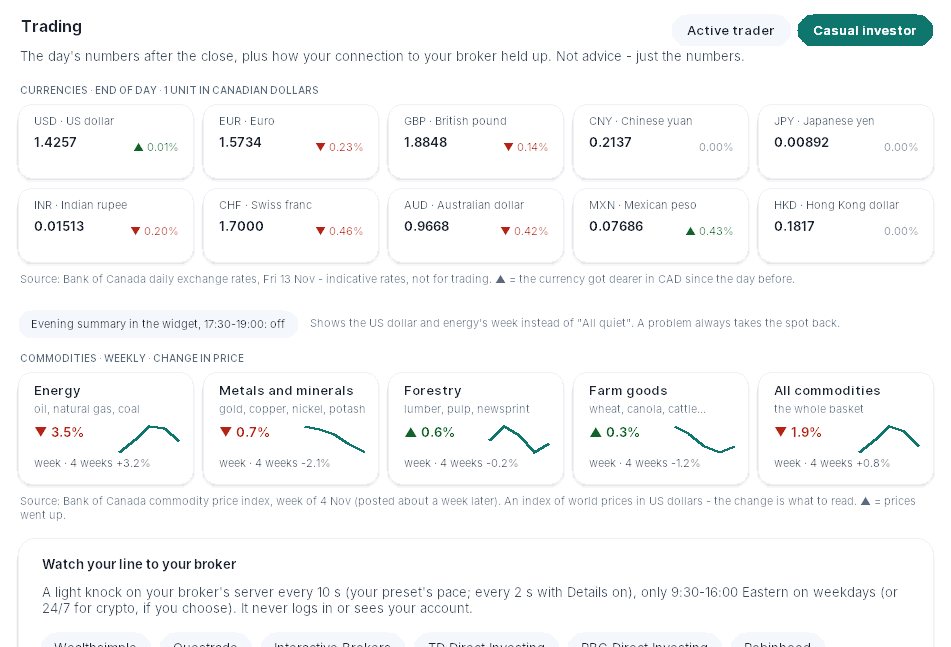 Trading
Active trader
Casual investor
The day's numbers after the close, plus how your connection to your broker held up. Not advice - just the numbers.
CURRENCIES · END OF DAY · 1 UNIT IN CANADIAN DOLLARS
USD · US dollar
1.4257
▲ 0.01%
EUR · Euro
1.5734
▼ 0.23%
GBP · British pound
1.8848
▼ 0.14%
CNY · Chinese yuan
0.2137
0.00%
JPY · Japanese yen
0.00892
0.00%
INR · Indian rupee
0.01513
▼ 0.20%
CHF · Swiss franc
1.7000
▼ 0.46%
AUD · Australian dollar
0.9668
▼ 0.42%
MXN · Mexican peso
0.07686
▲ 0.43%
HKD · Hong Kong dollar
0.1817
0.00%
Source: Bank of Canada daily exchange rates, Fri 13 Nov - indicative rates, not for trading. ▲ = the currency got dearer in CAD since the day before.
Evening summary in the widget, 17:30-19:00: off
Shows the US dollar and energy's week instead of "All quiet". A problem always takes the spot back.
COMMODITIES · WEEKLY · CHANGE IN PRICE
Energy
oil, natural gas, coal
▼ 3.5%
week · 4 weeks +3.2%
Metals and minerals
gold, copper, nickel, potash
▼ 0.7%
week · 4 weeks -2.1%
Forestry
lumber, pulp, newsprint
▲ 0.6%
week · 4 weeks -0.2%
Farm goods
wheat, canola, cattle...
▲ 0.3%
week · 4 weeks -1.2%
All commodities
the whole basket
▼ 1.9%
week · 4 weeks +0.8%
Source: Bank of Canada commodity price index, week of 4 Nov (posted about a week later). An index of world prices in US dollars - the change is what to read. ▲ = prices
went up.
Watch your line to your broker
A light knock on your broker's server every 10 s (your preset's pace; every 2 s with Details on), only 9:30-16:00 Eastern on weekdays (or
24/7 for crypto, if you choose). It never logs in or sees your account.
Wealthsimple
Questrade
Interactive Brokers
TD Direct Investing
RBC Direct Investing
Robinhood